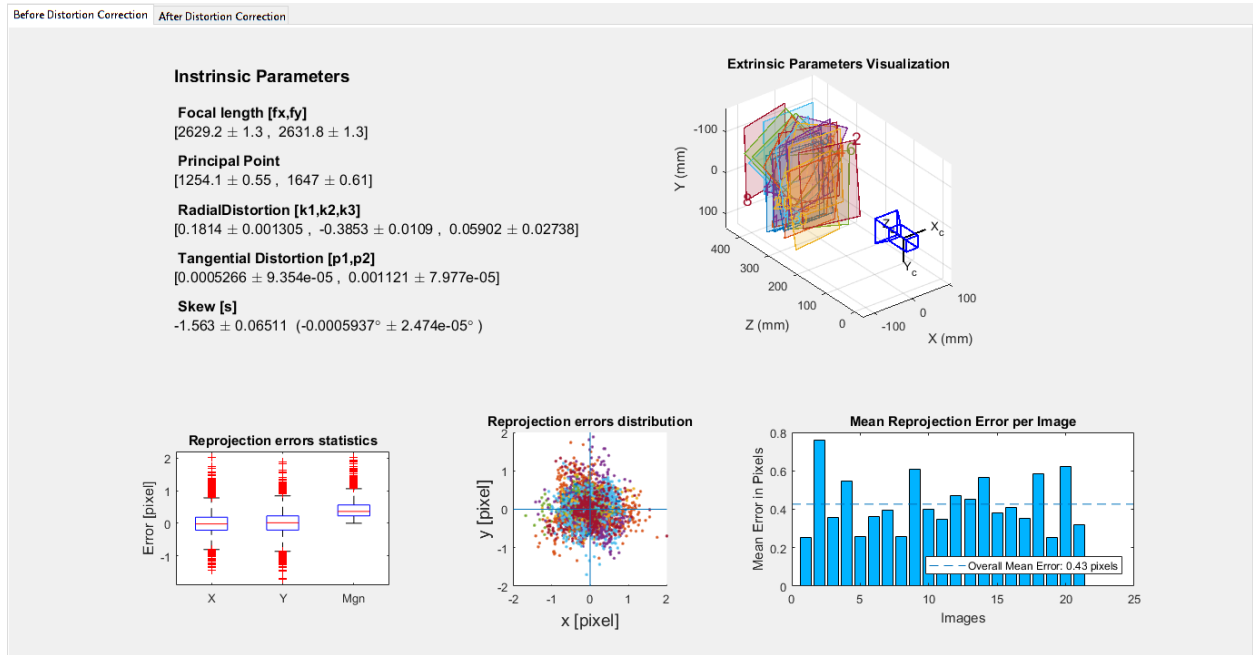 Before Distortion Correction
After Distortion Correction
Instrinsic Parameters
Focal length [fx,fy]
[2629.2 ± 1.3 , 2631.8 ± 1.3]
Principal Point
[1254.1 ± 0.55 , 1647 ± 0.61]
RadialDistortion [k1,k2,k3]
[0.1814 ± 0.001305 , -0.3853 ± 0.0109 , 0.05902 ± 0.02738]
Tangential Distortion [p1,p2]
[0.0005266 ± 9.354e-05 , 0.001121 ± 7.977e-05]
Skew [s]
-1.563 ± 0.06511 (-0.0005937° ± 2.474e-05° )
Extrinsic Parameters Visualization
-100
0
100
Y (mm)
2
8
400
300
200
100
0
Z (mm)
-100
0
100
X (mm)
Xc
Yc
Reprojection errors statistics
2
1
0
-1
Error [pixel]
X
Y
Mgn
Reprojection errors distribution
2
1
0
-1
-2
y [pixel]
-2
-1
0
1
2
x [pixel]
Mean Reprojection Error per Image
0.8
0.6
0.4
0.2
0
Mean Error in Pixels
Overall Mean Error: 0.43 pixels
0
5
10
15
20
25
Images